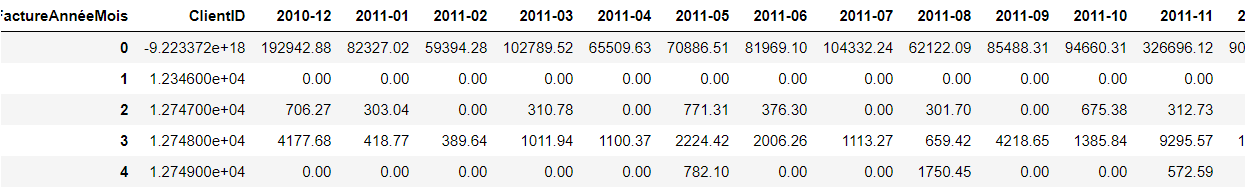 FactureAnnéeMois ClientID 2010-12 2011-01 2011-02 2011-03 2011-04 2011-05 2011-06 2011-07 2011-08 2011-09 2011-10 2011-11 2
0 -9.223372e+18 192942.88 82327.02 59394.28 102789.52 65509.63 70886.51 81969.10 104332.24 62122.09 85488.31 94660.31 326696.12 90
1 1.234600e+04 0.00 0.00 0.00 0.00 0.00 0.00 0.00 0.00 0.00 0.00 0.00 0.00
2 1.274700e+04 706.27 303.04 0.00 310.78 0.00 771.31 376.30 0.00 301.70 0.00 675.38 312.73
3 1.274800e+04 4177.68 418.77 389.64 1011.94 1100.37 2224.42 2006.26 1113.27 659.42 4218.65 1385.84 9295.57 1
4 1.274900e+04 0.00 0.00 0.00 0.00 0.00 782.10 0.00 0.00 1750.45 0.00 0.00 572.59